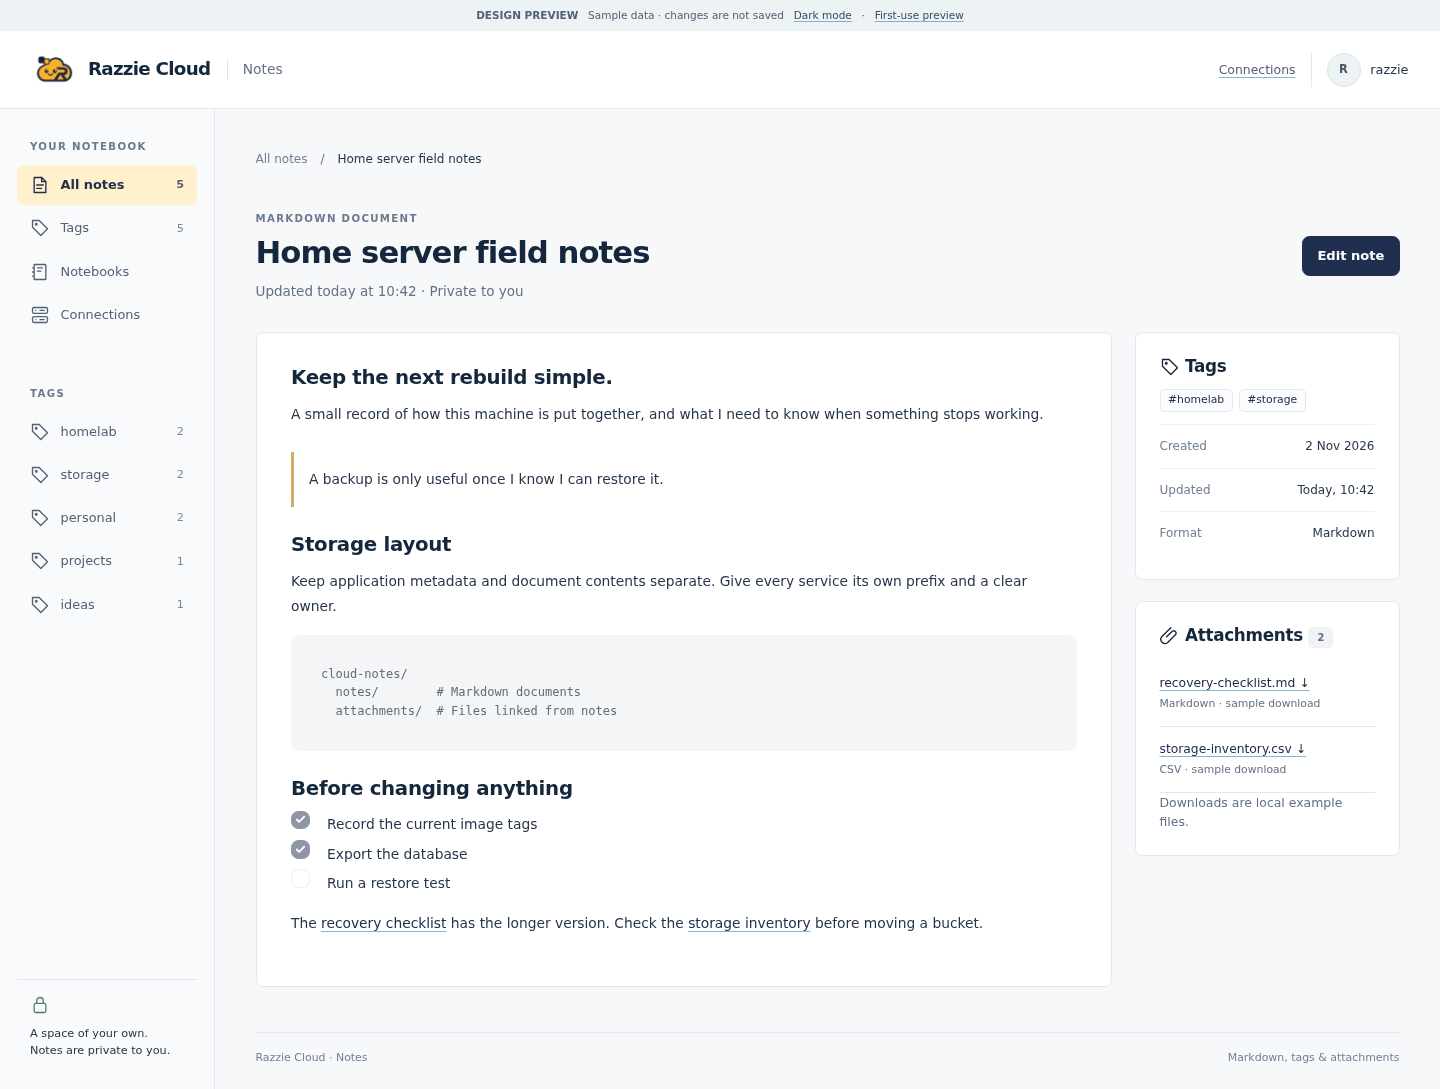 DESIGN PREVIEW Sample data · changes are not saved Dark mode · First-use preview
Razzie Cloud Notes
Connections R razzie
YOUR NOTEBOOK
All notes 5
Tags 5
Notebooks
Connections
TAGS
homelab 2
storage 2
personal 2
projects 1
ideas 1
A space of your own.
Notes are private to you.
All notes / Home server field notes
MARKDOWN DOCUMENT
Home server field notes
Updated today at 10:42 · Private to you
Edit note
Keep the next rebuild simple.
A small record of how this machine is put together, and what I need to know when something stops working.
A backup is only useful once I know I can restore it.
Storage layout
Keep application metadata and document contents separate. Give every service its own prefix and a clear
owner.
cloud-notes/
  notes/        # Markdown documents
  attachments/  # Files linked from notes
Before changing anything
Record the current image tags
Export the database
Run a restore test
The recovery checklist has the longer version. Check the storage inventory before moving a bucket.
Tags
#homelab #storage
Created 2 Nov 2026
Updated Today, 10:42
Format Markdown
Attachments 2
recovery-checklist.md ↓
Markdown · sample download
storage-inventory.csv ↓
CSV · sample download
Downloads are local example
files.
Razzie Cloud · Notes
Markdown, tags & attachments